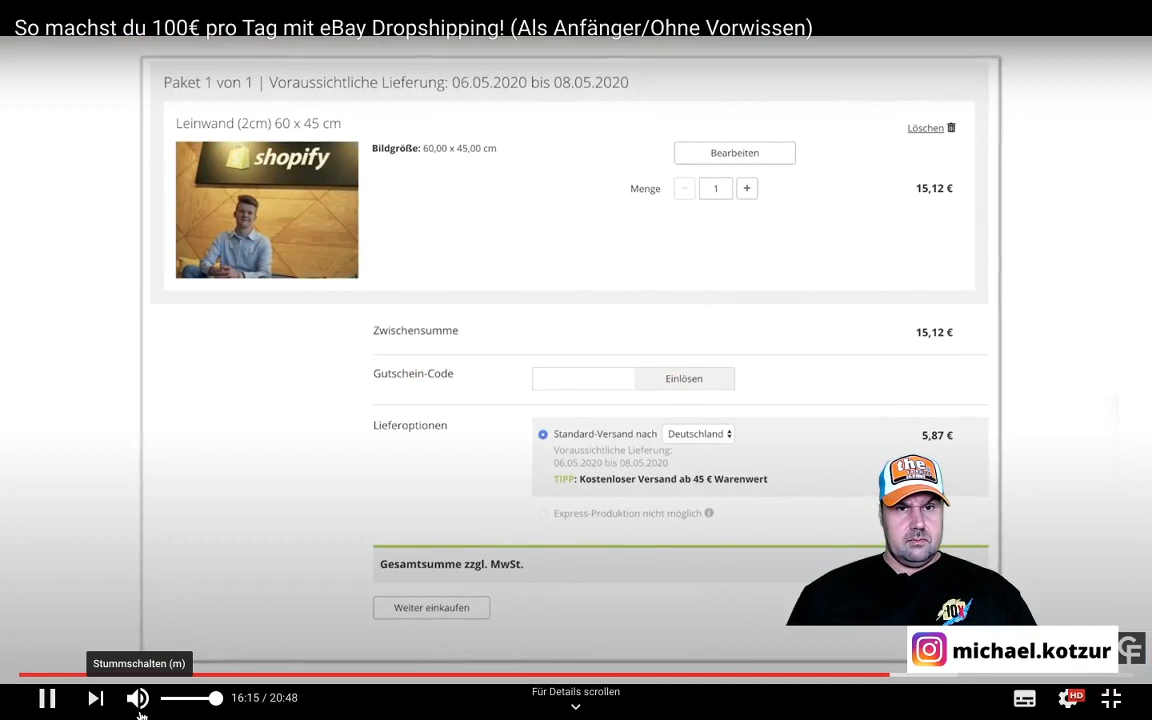 So machst du 100€ pro Tag mit eBay Dropshipping! (Als Anfänger/Ohne Vorwissen)
Paket 1 von 1 | Voraussichtliche Lieferung: 06.05.2020 bis 08.05.2020
Leinwand (2cm) 60 x 45 cm
Löschen
shopify
Bildgröße: 60,00 x 45,00 cm
Bearbeiten
Menge − 1 + 15,12 €
Zwischensumme 15,12 €
Gutschein-Code Einlösen
Lieferoptionen
Standard-Versand nach Deutschland 5,87 €
Voraussichtliche Lieferung:
06.05.2020 bis 08.05.2020
TIPP: Kostenloser Versand ab 45 € Warenwert
Express-Produktion nicht möglich
the
Gesamtsumme zzgl. MwSt.
Weiter einkaufen
10X
michael.kotzur
Stummschalten (m)
16:15 / 20:48
Für Details scrollen
HD